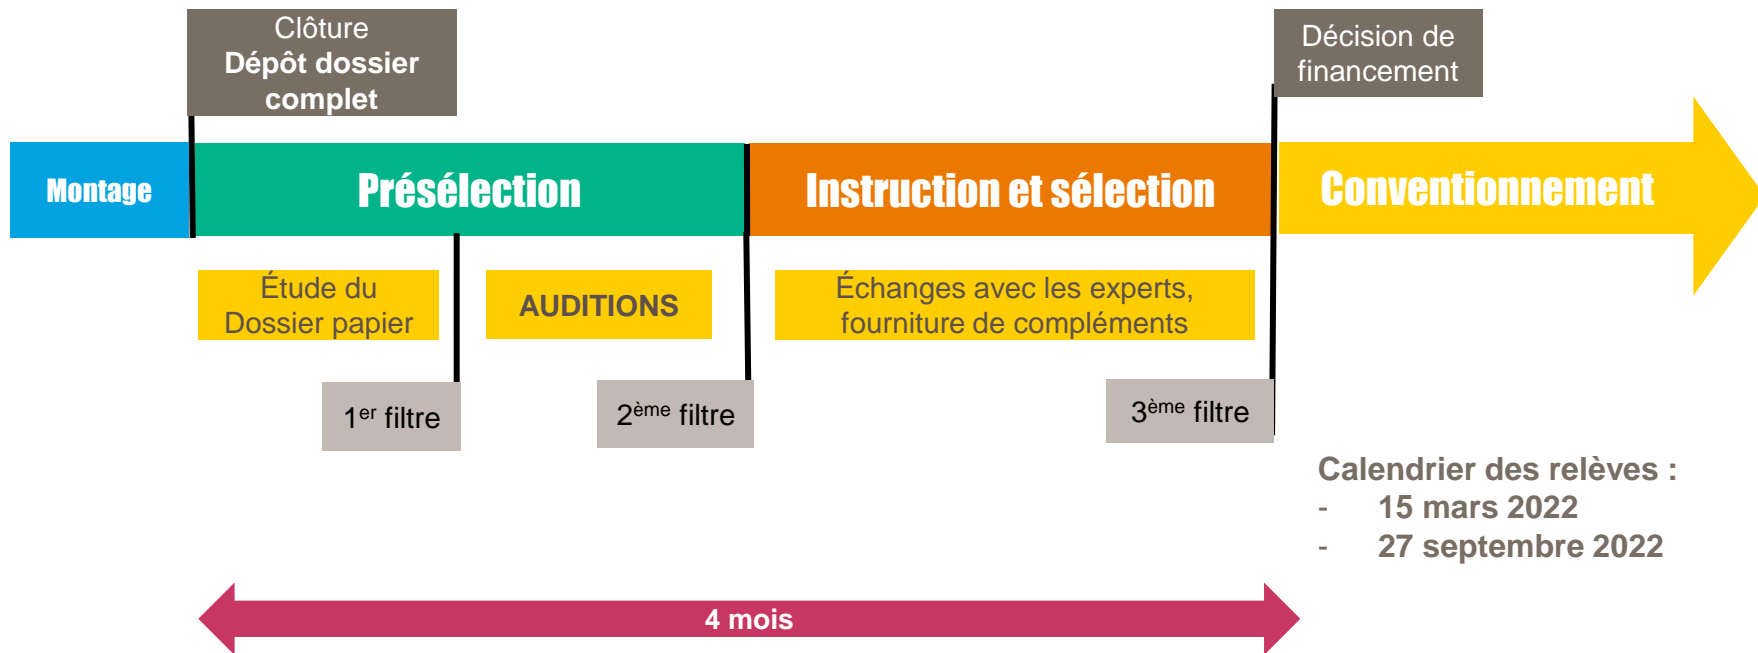 Clôture
Dépôt dossier
complet
Décision de
financement
Montage
Présélection
Instruction et sélection
Conventionnement
Étude du
Dossier papier
AUDITIONS
Échanges avec les experts,
fourniture de compléments
1er filtre
2ème filtre
3ème filtre
Calendrier des relèves :
- 15 mars 2022
- 27 septembre 2022
4 mois